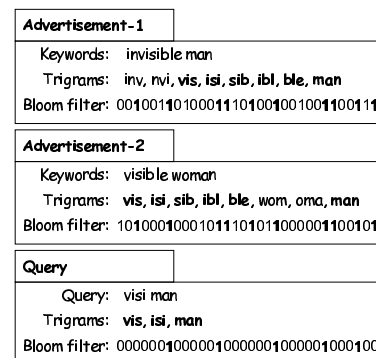 Advertisement-1
Keywords: invisible man
Trigrams: inv, nvi, vis, isi, sib, ibl, ble, man
Bloom filter: 00100110100011101001001001100111
Advertisement-2
Keywords: visible woman
Trigrams: vis, isi, sib, ibl, ble, wom, oma, man
Bloom filter: 10100010001011101011000001100101
Query
Query: visi man
Trigrams: vis, isi, man
Bloom filter: 00000010000010000001000001000100